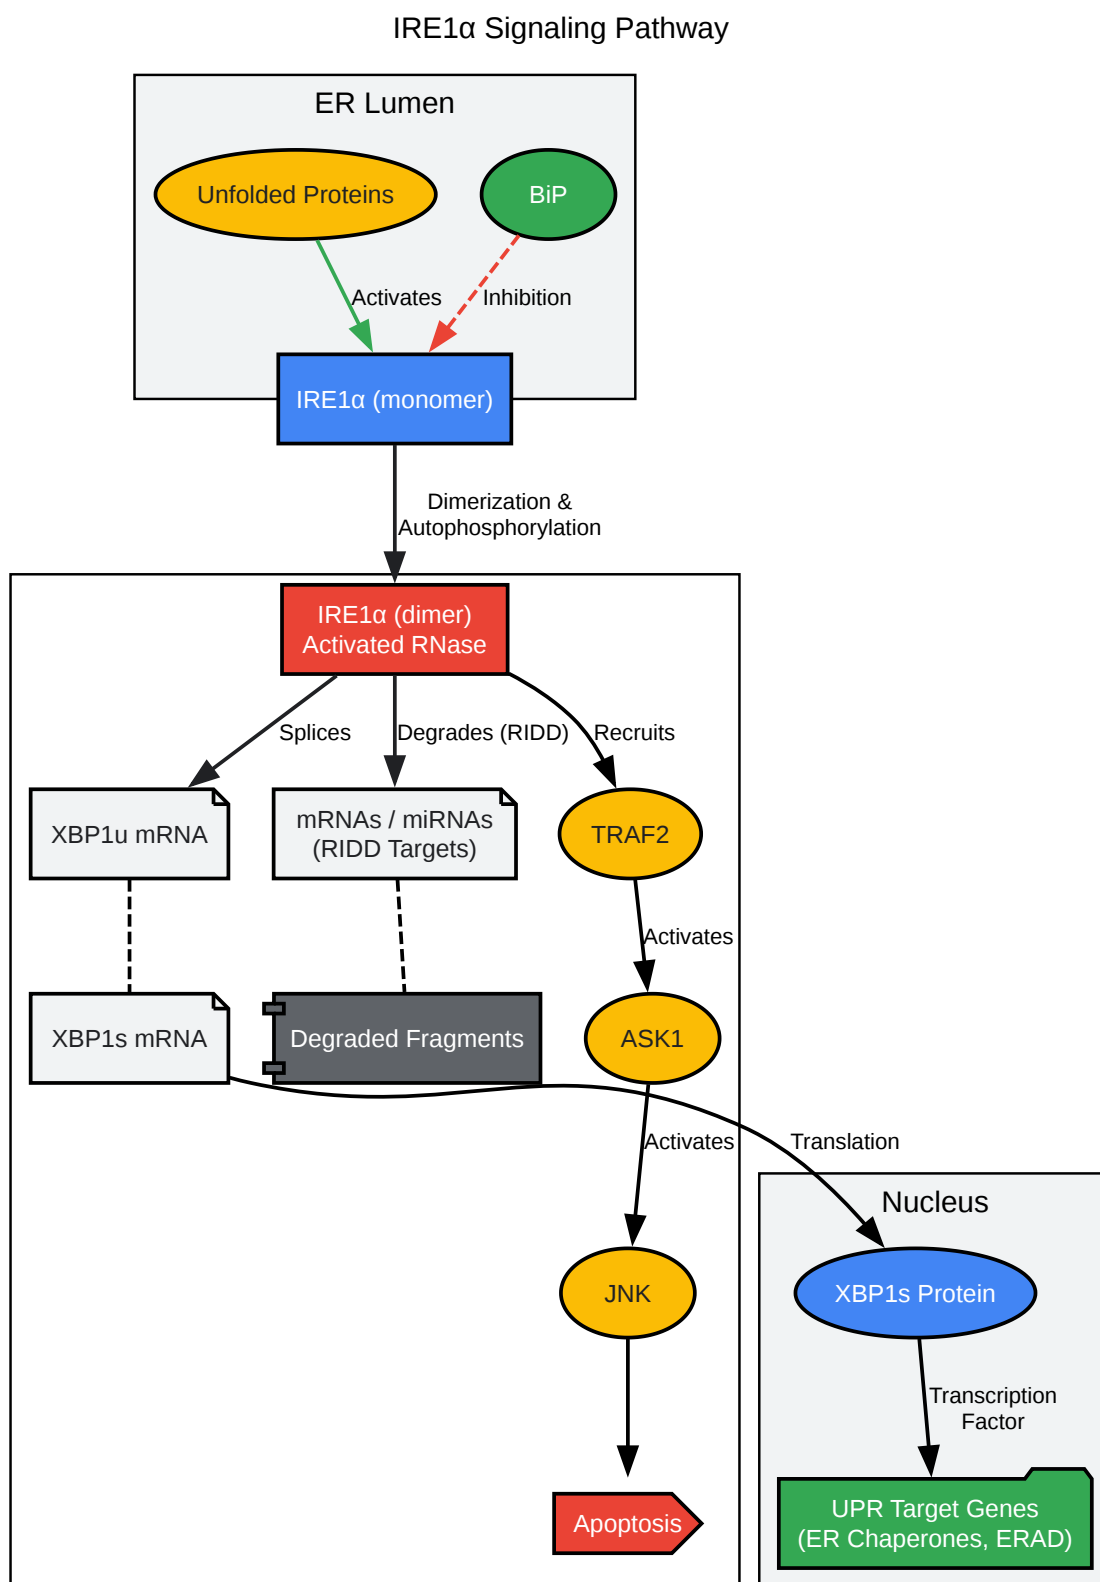 IRE1α Signaling Pathway
ER Lumen
Unfolded Proteins
BiP
Activates
Inhibition
IRE1α (monomer)
Dimerization &
Autophosphorylation
IRE1α (dimer)
Activated RNase
Splices
Degrades (RIDD)
Recruits
XBP1u mRNA
mRNAs / miRNAs
(RIDD Targets)
TRAF2
Activates
XBP1s mRNA
Degraded Fragments
ASK1
Activates
Translation
Nucleus
JNK
XBP1s Protein
Transcription
Factor
Apoptosis
UPR Target Genes
(ER Chaperones, ERAD)